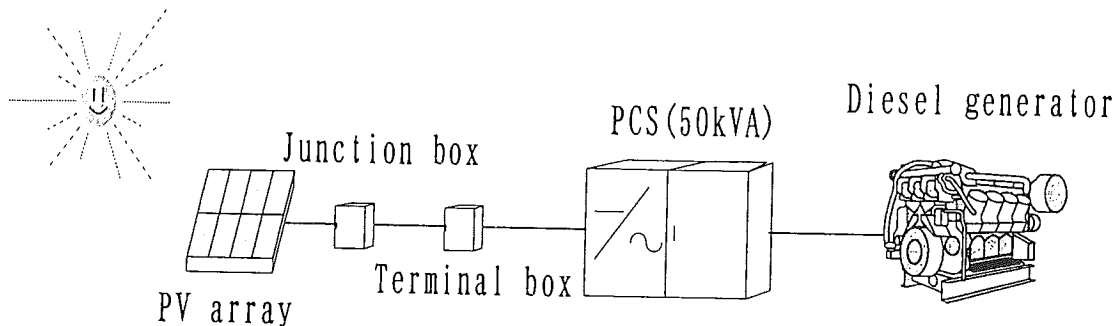 Diesel generator
PCS(50kVA)
Junction box
Terminal box
PV array